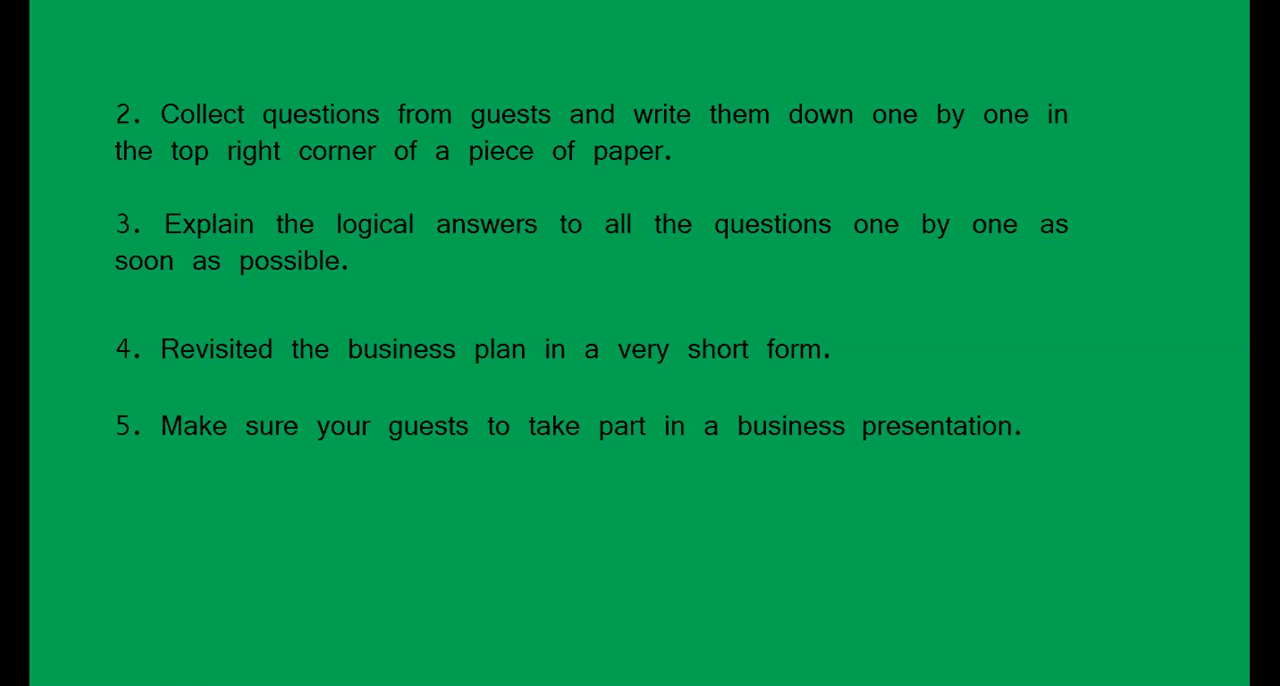 2. Collect questions from guests and write them down one by one in
the top right corner of a piece of paper.
3. Explain the logical answers to all the questions one by one as
soon as possible.
4. Revisited the business plan in a very short form.
5. Make sure your guests to take part in a business presentation.